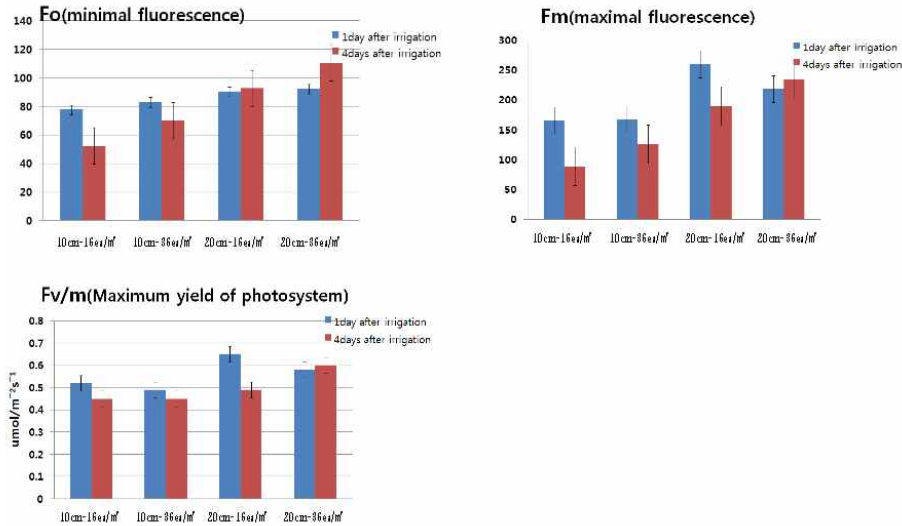 Fo(minimal fluorescence)
1day after irrigation
4days after irrigation
140
120
100
80
60
40
20
0
10cm-16ea/㎡ 10cm-36ea/㎡ 20cm-16ea/㎡ 20cm-36ea/㎡
Fm(maximal fluorescence)
1day after irrigation
4days after irrigation
300
250
200
150
100
50
0
10cm-16ea/㎡ 10cm-36ea/㎡ 20cm-16ea/㎡ 20cm-36ea/㎡
Fv/m(Maximum yield of photosystem)
1day after irrigation
4days after irrigation
umol/m⁻²s⁻¹
0.8
0.7
0.6
0.5
0.4
0.3
0.2
0.1
0
10cm-16ea/㎡ 10cm-36ea/㎡ 20cm-16ea/㎡ 20cm-36ea/㎡